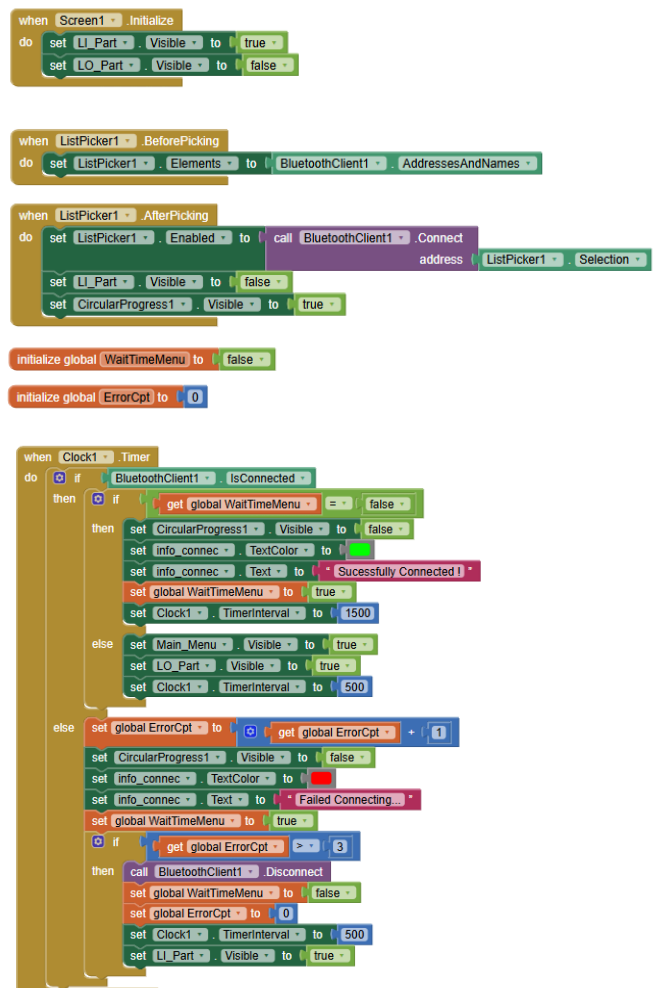 when Screen1 .Initialize
do set LI_Part . Visible to true
set LO_Part . Visible to false
when ListPicker1 .BeforePicking
do set ListPicker1 . Elements to BluetoothClient1 . AddressesAndNames
when ListPicker1 .AfterPicking
do set ListPicker1 . Enabled to call BluetoothClient1 .Connect
address ListPicker1 . Selection
set LI_Part . Visible to false
set CircularProgress1 . Visible to true
initialize global WaitTimeMenu to false
initialize global ErrorCpt to 0
when Clock1 .Timer
do if BluetoothClient1 . IsConnected
then if get global WaitTimeMenu = false
then set CircularProgress1 . Visible to false
set info_connec . TextColor to
set info_connec . Text to “ Sucessfully Connected ! ”
set global WaitTimeMenu to true
set Clock1 . TimerInterval to 1500
else set Main_Menu . Visible to true
set LO_Part . Visible to true
set Clock1 . TimerInterval to 500
else set global ErrorCpt to get global ErrorCpt + 1
set CircularProgress1 . Visible to false
set info_connec . TextColor to
set info_connec . Text to “ Failed Connecting... ”
set global WaitTimeMenu to true
if get global ErrorCpt > 3
then call BluetoothClient1 .Disconnect
set global WaitTimeMenu to false
set global ErrorCpt to 0
set Clock1 . TimerInterval to 500
set LI_Part . Visible to true